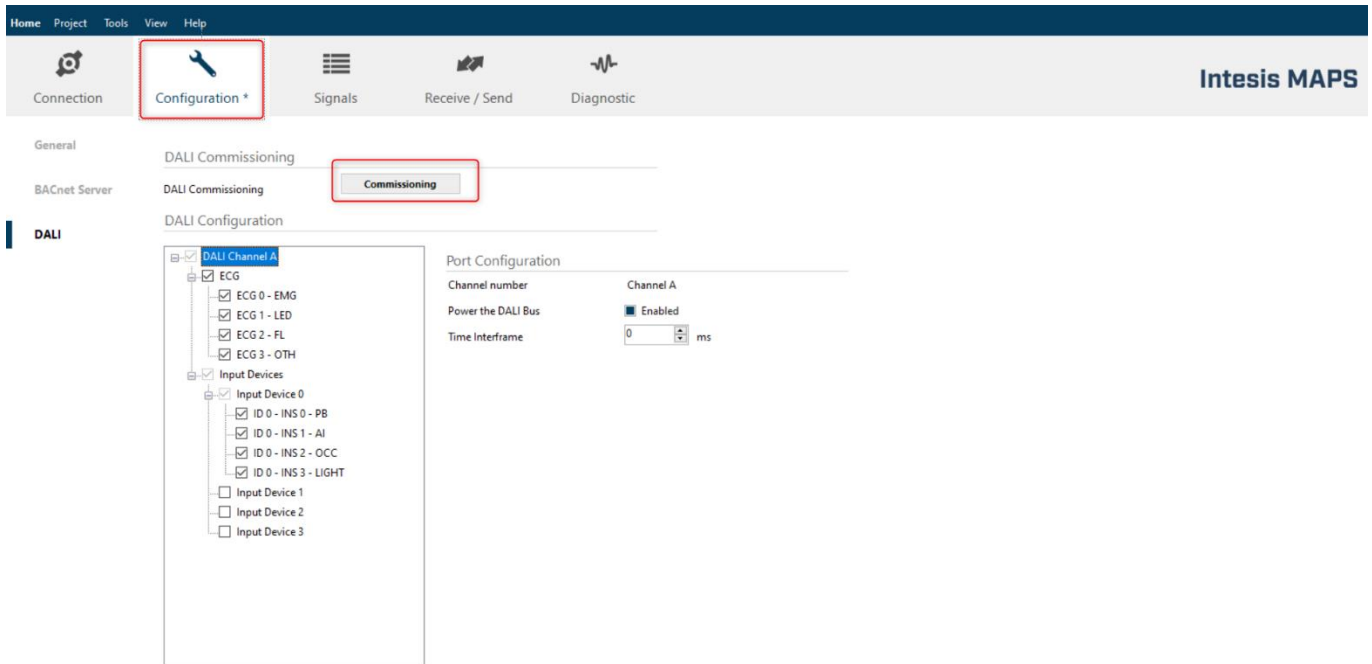 Home Project Tools View Help
Connection Configuration * Signals Receive / Send Diagnostic
Intesis MAPS
General
BACnet Server
DALI
DALI Commissioning
DALI Commissioning Commissioning
DALI Configuration
DALI Channel A
ECG
ECG 0 - EMG
ECG 1 - LED
ECG 2 - FL
ECG 3 - OTH
Input Devices
Input Device 0
ID 0 - INS 0 - PB
ID 0 - INS 1 - AI
ID 0 - INS 2 - OCC
ID 0 - INS 3 - LIGHT
Input Device 1
Input Device 2
Input Device 3
Port Configuration
Channel number Channel A
Power the DALI Bus Enabled
Time Interframe 0 ms